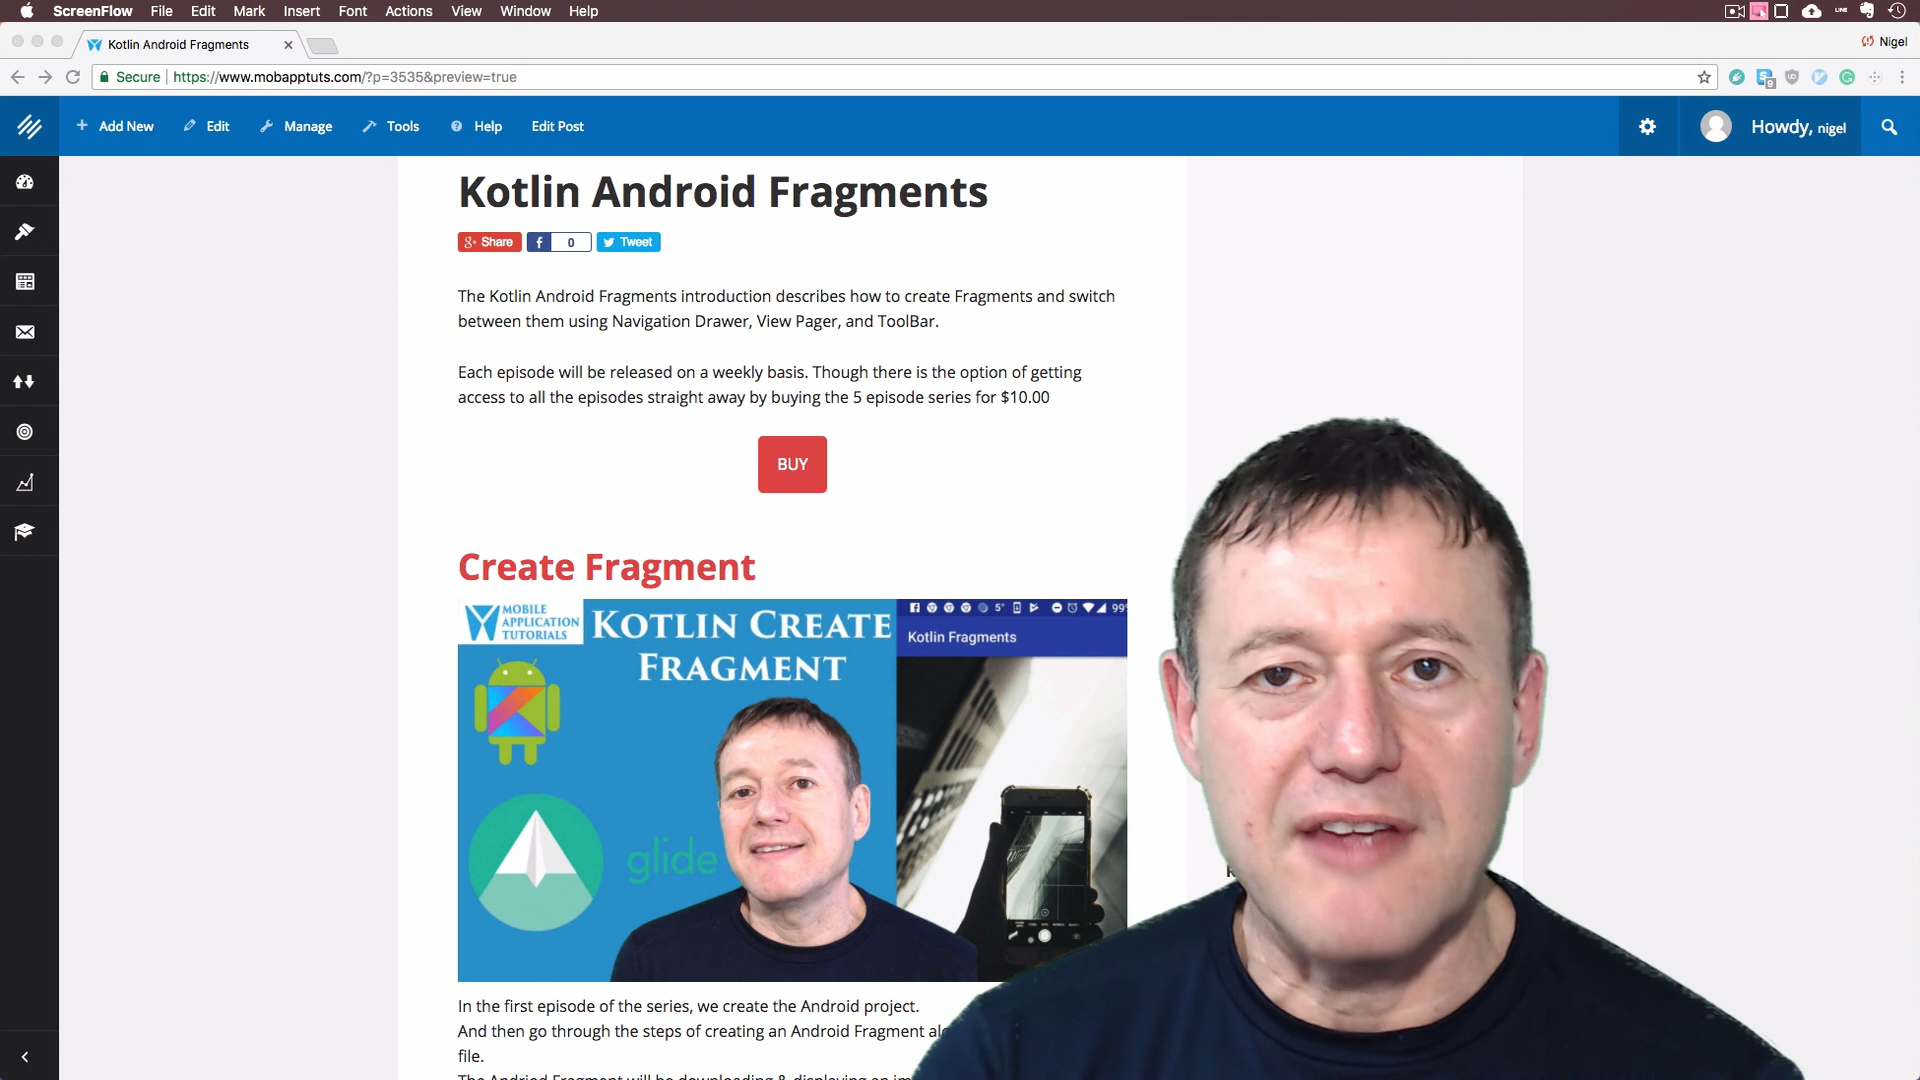 ScreenFlow File Edit Mark Insert Font Actions View Window Help
LINE
Kotlin Android Fragments
Nigel
Secure https://www.mobapptuts.com/?p=3535&preview=true
9
Add New Edit Manage Tools Help Edit Post
Howdy, nigel
Kotlin Android Fragments
Share 0 Tweet
The Kotlin Android Fragments introduction describes how to create Fragments and switch
between them using Navigation Drawer, View Pager, and ToolBar.
Each episode will be released on a weekly basis. Though there is the option of getting
access to all the episodes straight away by buying the 5 episode series for $10.00
BUY
Create Fragment
MOBILE
APPLICATION
TUTORIALS
KOTLIN CREATE
FRAGMENT
5° 99%
Kotlin Fragments
glide
In the first episode of the series, we create the Android project.
And then go through the steps of creating an Android Fragment
file.